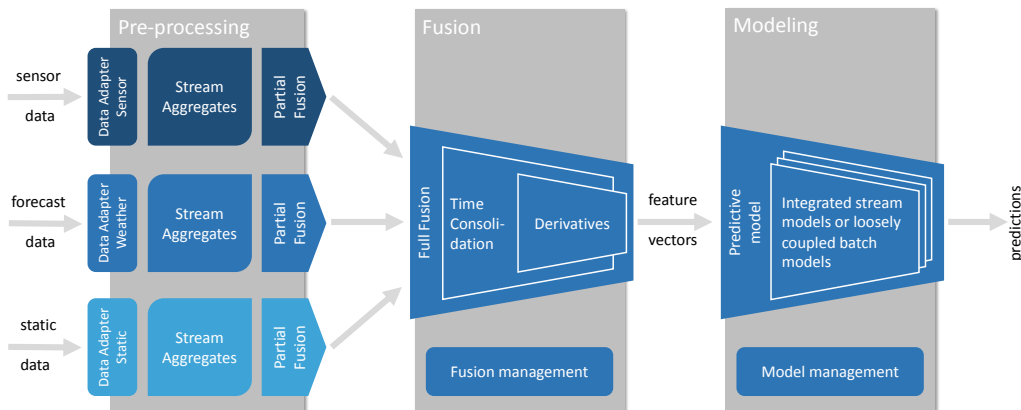 Pre-processing
Fusion
Modeling
sensor
data
Data Adapter
Sensor
Stream
Aggregates
Partial
Fusion
forecast
data
Data Adapter
Weather
Stream
Aggregates
Partial
Fusion
static
data
Data Adapter
Static
Stream
Aggregates
Partial
Fusion
Full Fusion
Time
Consoli-
dation
Derivatives
Fusion management
feature
vectors
Predictive
model
Integrated stream
models or loosely
coupled batch
models
Model management
predictions